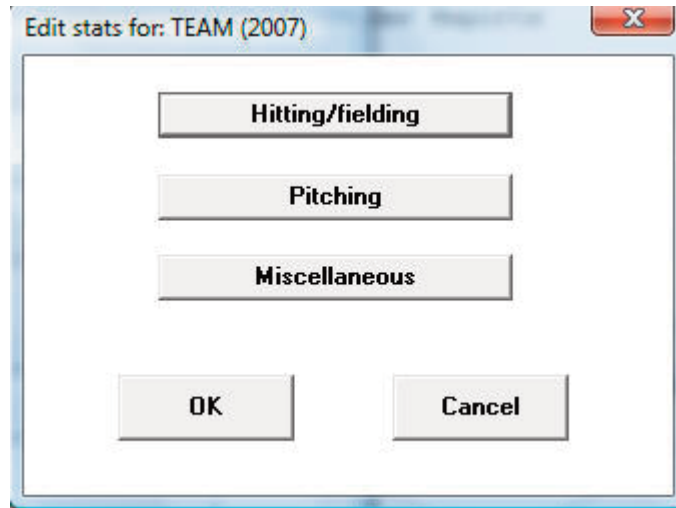 Edit stats for: TEAM (2007)
Hitting/fielding
Pitching
Miscellaneous
OK
Cancel